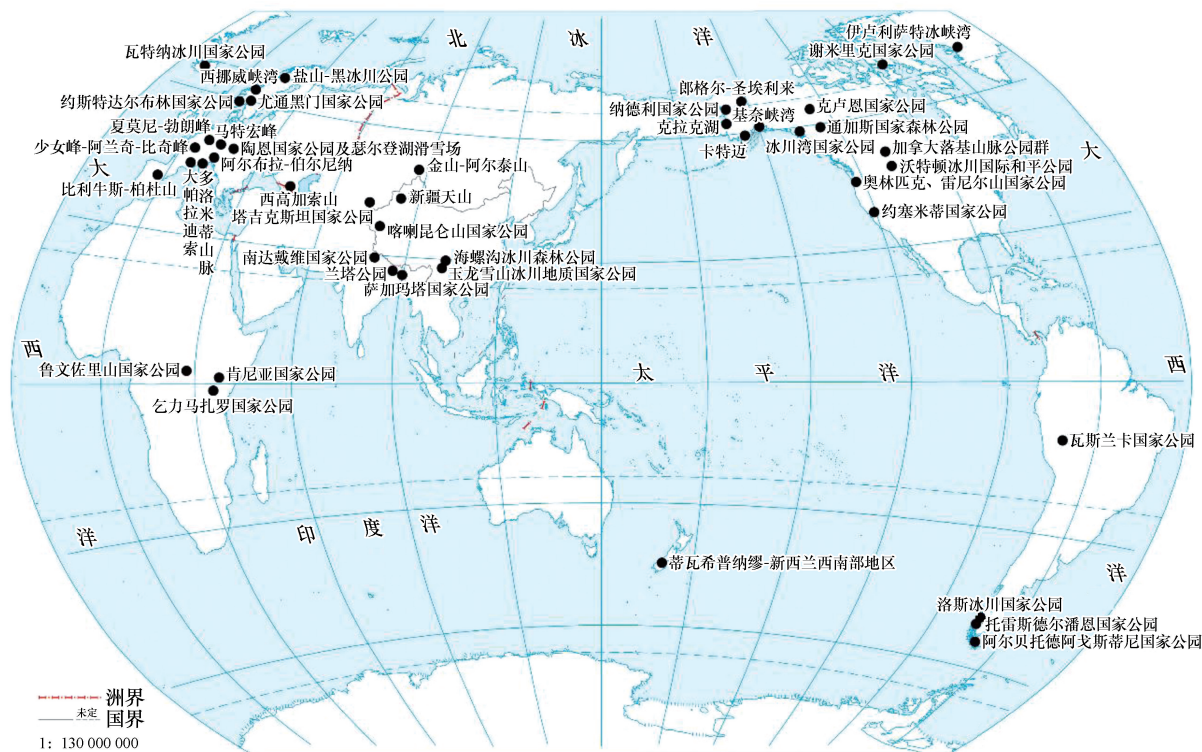 北
冰
洋
伊卢利萨特冰峡湾
谢米里克国家公园
瓦特纳冰川国家公园
西挪威峡湾
盐山-黑冰川公园
约斯特达尔布林国家公园
尤通黑门国家公园
郎格尔-圣埃利来
纳德利国家公园
基奈峡湾
克卢恩国家公园
克拉克湖
通加斯国家森林公园
卡特迈
冰川湾国家公园
加拿大落基山脉公园群
沃特顿冰川国际和平公园
奥林匹克、雷尼尔山国家公园
约塞米蒂国家公园
夏莫尼-勃朗峰
马特宏峰
少女峰-阿兰奇-比奇峰
陶恩国家公园及瑟尔登湖滑雪场
大
阿尔布拉-伯尔尼纳
金山-阿尔泰山
大
比利牛斯-柏杜山
大帕拉迪索
多洛米蒂山脉
西高加索山
新疆天山
塔吉克斯坦国家公园
喀喇昆仑山国家公园
南达戴维国家公园
海螺沟冰川森林公园
兰塔公园
玉龙雪山冰川地质国家公园
萨加玛塔国家公园
西
太
平
洋
西
鲁文佐里山国家公园
肯尼亚国家公园
乞力马扎罗国家公园
瓦斯兰卡国家公园
洋
印
度
洋
蒂瓦希普纳缪-新西兰西南部地区
洋
洛斯冰川国家公园
托雷斯德尔潘恩国家公园
阿尔贝托德阿戈斯蒂尼国家公园
洲界
未定
国界
1: 130 000 000